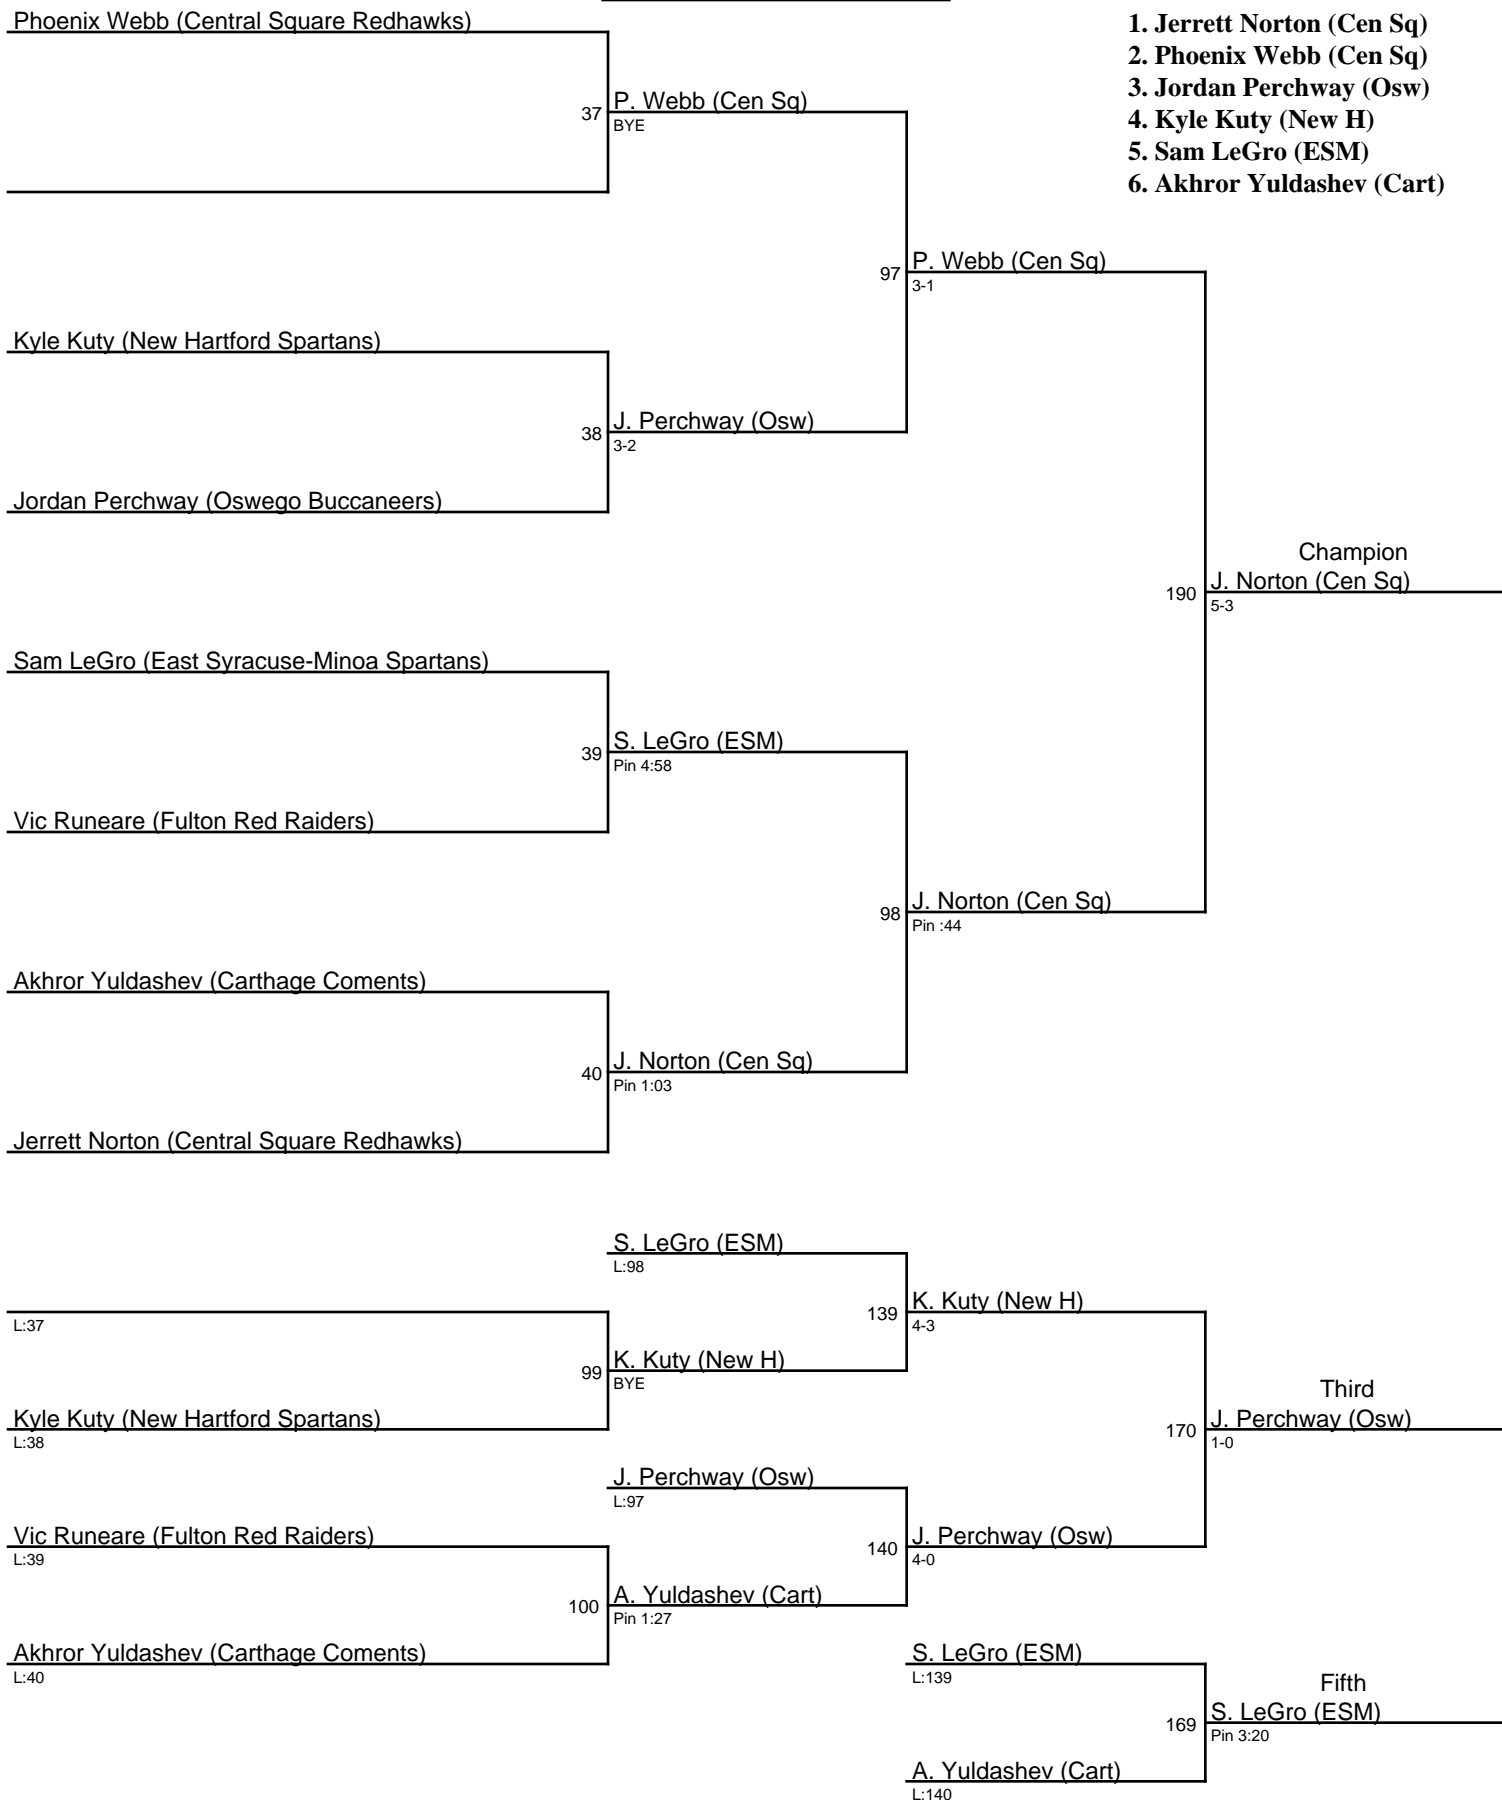 Phoenix Webb (Central Square Redhawks)
1. Jerrett Norton (Cen Sq)
2. Phoenix Webb (Cen Sq)
3. Jordan Perchway (Osw)
4. Kyle Kuty (New H)
5. Sam LeGro (ESM)
6. Akhror Yuldashev (Cart)
37 P. Webb (Cen Sq)
BYE
97 P. Webb (Cen Sq)
3-1
Kyle Kuty (New Hartford Spartans)
38 J. Perchway (Osw)
3-2
Jordan Perchway (Oswego Buccaneers)
Champion
190 J. Norton (Cen Sq)
5-3
Sam LeGro (East Syracuse-Minoa Spartans)
39 S. LeGro (ESM)
Pin 4:58
Vic Runeare (Fulton Red Raiders)
98 J. Norton (Cen Sq)
Pin :44
Akhror Yuldashev (Carthage Coments)
40 J. Norton (Cen Sq)
Pin 1:03
Jerrett Norton (Central Square Redhawks)
S. LeGro (ESM)
L:98
L:37
139 K. Kuty (New H)
4-3
99 K. Kuty (New H)
BYE
Kyle Kuty (New Hartford Spartans)
L:38
Third
170 J. Perchway (Osw)
1-0
J. Perchway (Osw)
L:97
Vic Runeare (Fulton Red Raiders)
L:39
140 J. Perchway (Osw)
4-0
100 A. Yuldashev (Cart)
Pin 1:27
Akhror Yuldashev (Carthage Coments)
L:40
S. LeGro (ESM)
L:139
Fifth
169 S. LeGro (ESM)
Pin 3:20
A. Yuldashev (Cart)
L:140